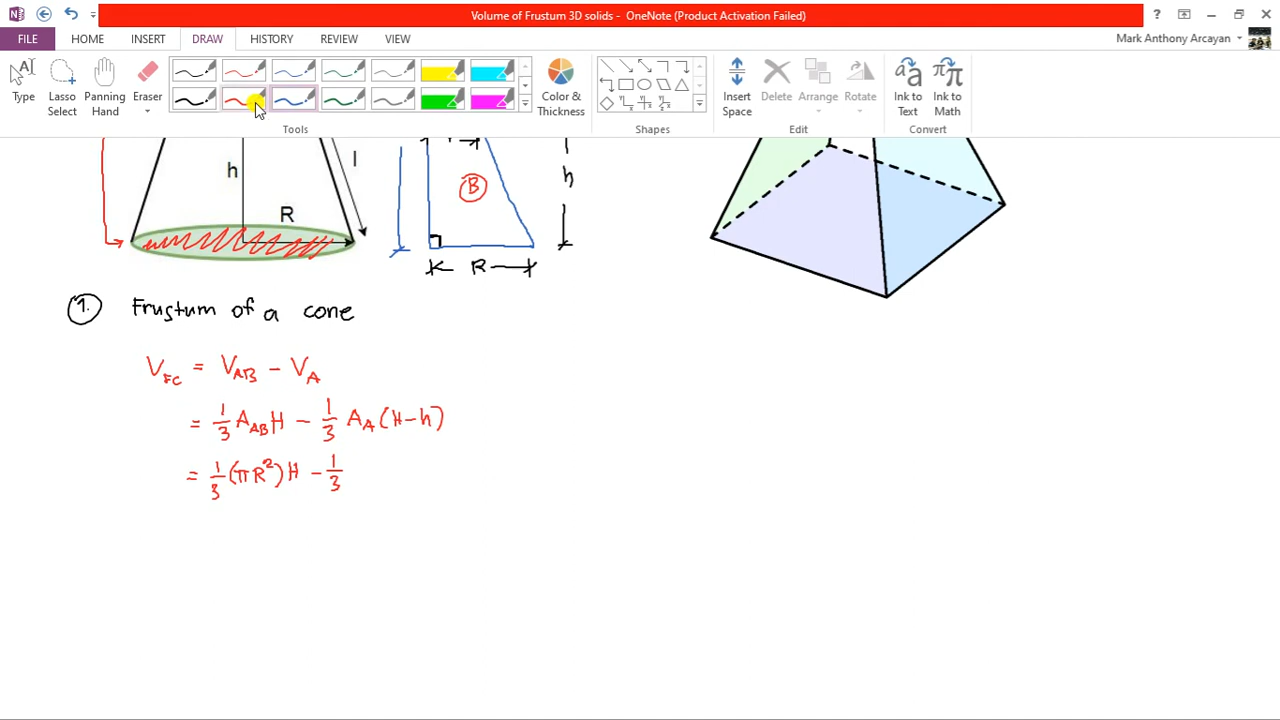 Volume of Frustum 3D solids - OneNote (Product Activation Failed)
FILE HOME INSERT DRAW HISTORY REVIEW VIEW
Mark Anthony Arcayan
Type
Lasso Select
Panning Hand
Eraser
Color & Thickness
Insert Space
Delete
Arrange
Rotate
Ink to Text
Ink to Math
Tools
Shapes
Edit
Convert
h
l
R
B
h
R
1. Frustum of a cone
V_FC = V_AB - V_A
= 1/3 A_AB H - 1/3 A_A (H-h)
= 1/3 (πR²) H - 1/3